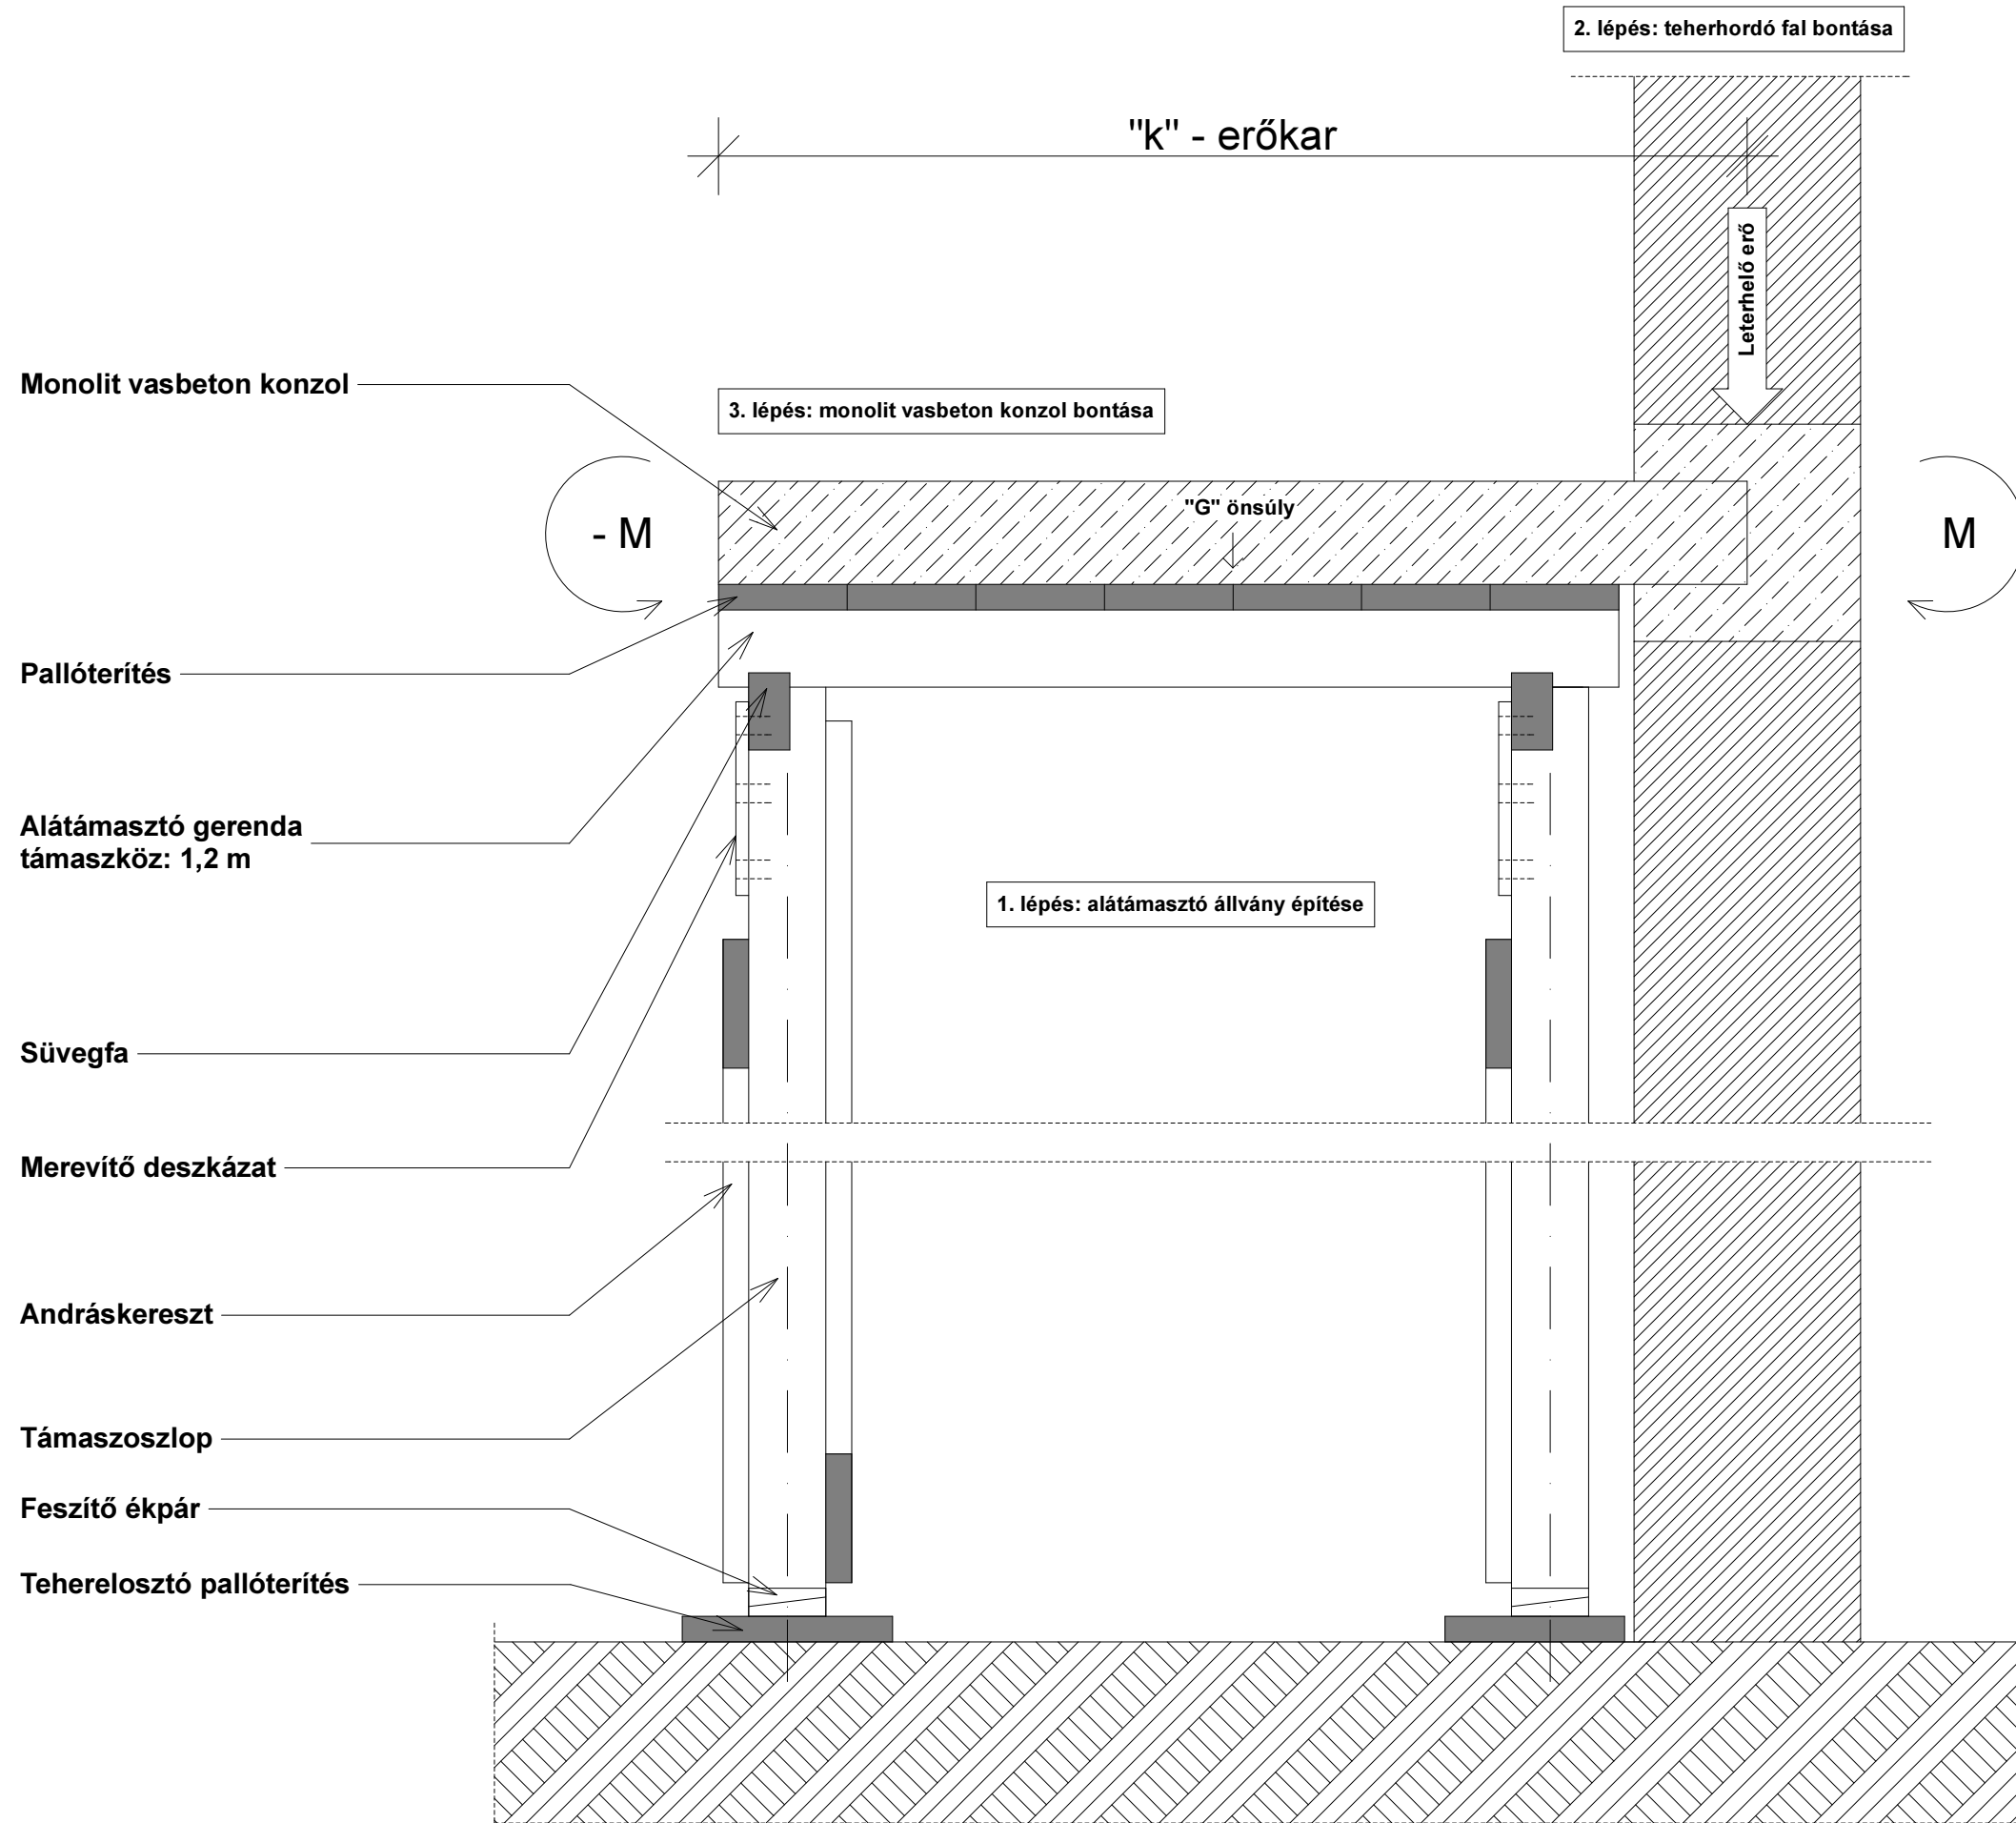 2. lépés: teherhordó fal bontása
"k" - erőkar
Leterhelő erő
Monolit vasbeton konzol
3. lépés: monolit vasbeton konzol bontása
"G" önsúly
- M
M
Pallóterítés
Alátámasztó gerenda
támaszköz: 1,2 m
1. lépés: alátámasztó állvány építése
Süvegfa
Merevítő deszkázat
Andráskereszt
Támaszoszlop
Feszítő ékpár
Teherelosztó pallóterítés